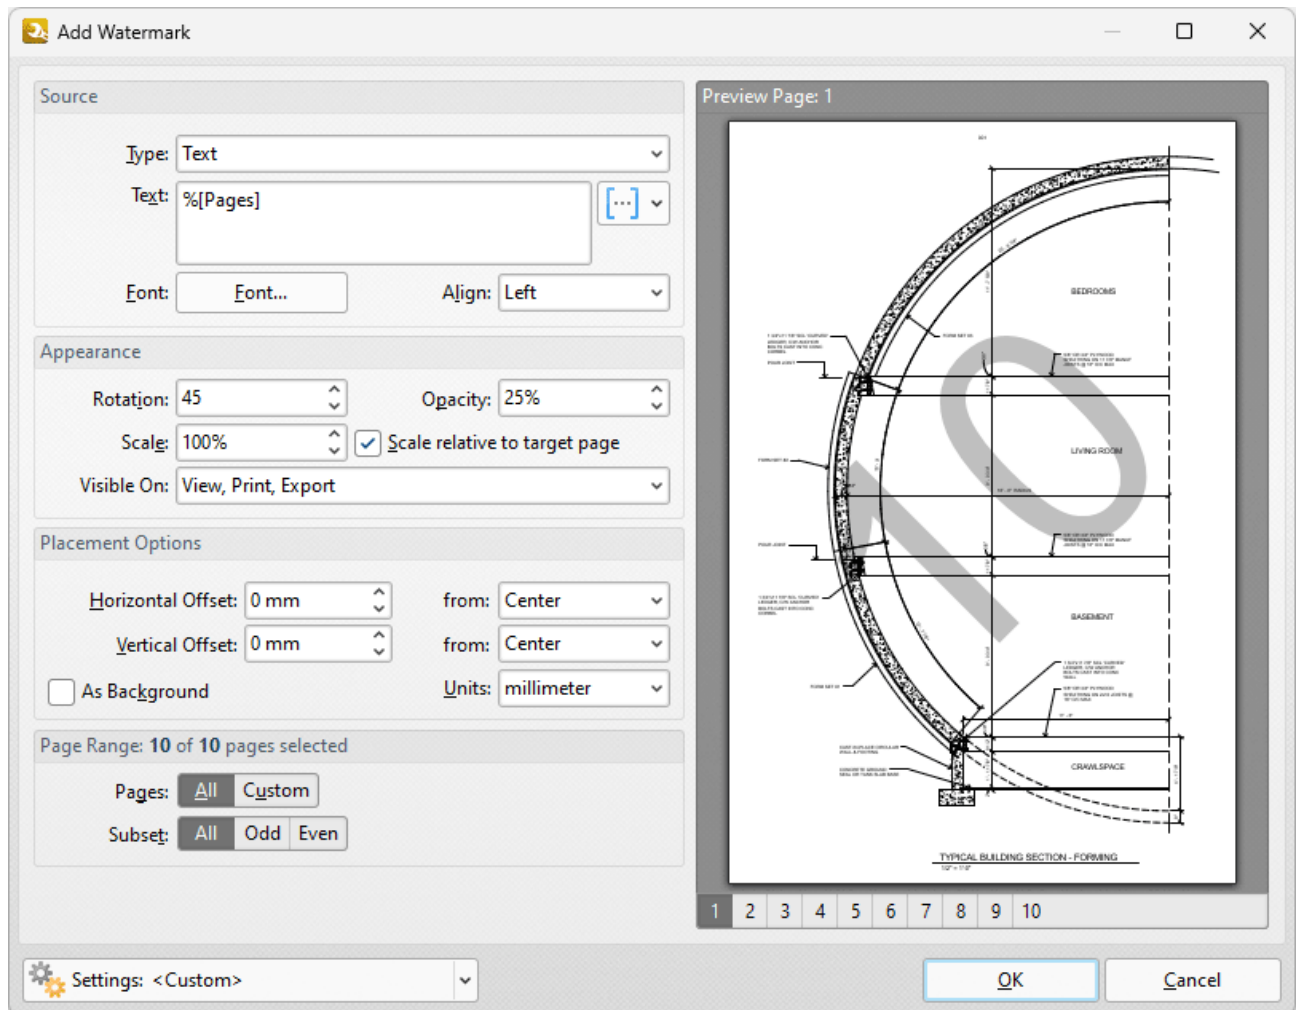 Add Watermark
Source
Type: Text
Text: %[Pages]
Font: Font... Align: Left
Appearance
Rotation: 45 Opacity: 25%
Scale: 100% Scale relative to target page
Visible On: View, Print, Export
Placement Options
Horizontal Offset: 0 mm from: Center
Vertical Offset: 0 mm from: Center
As Background Units: millimeter
Page Range: 10 of 10 pages selected
Pages: All Custom
Subset: All Odd Even
Preview Page: 1
BEDROOMS
10
LIVING ROOM
BASEMENT
CRAWLSPACE
TYPICAL BUILDING SECTION - FORMING
1 2 3 4 5 6 7 8 9 10
Settings: <Custom>
OK Cancel